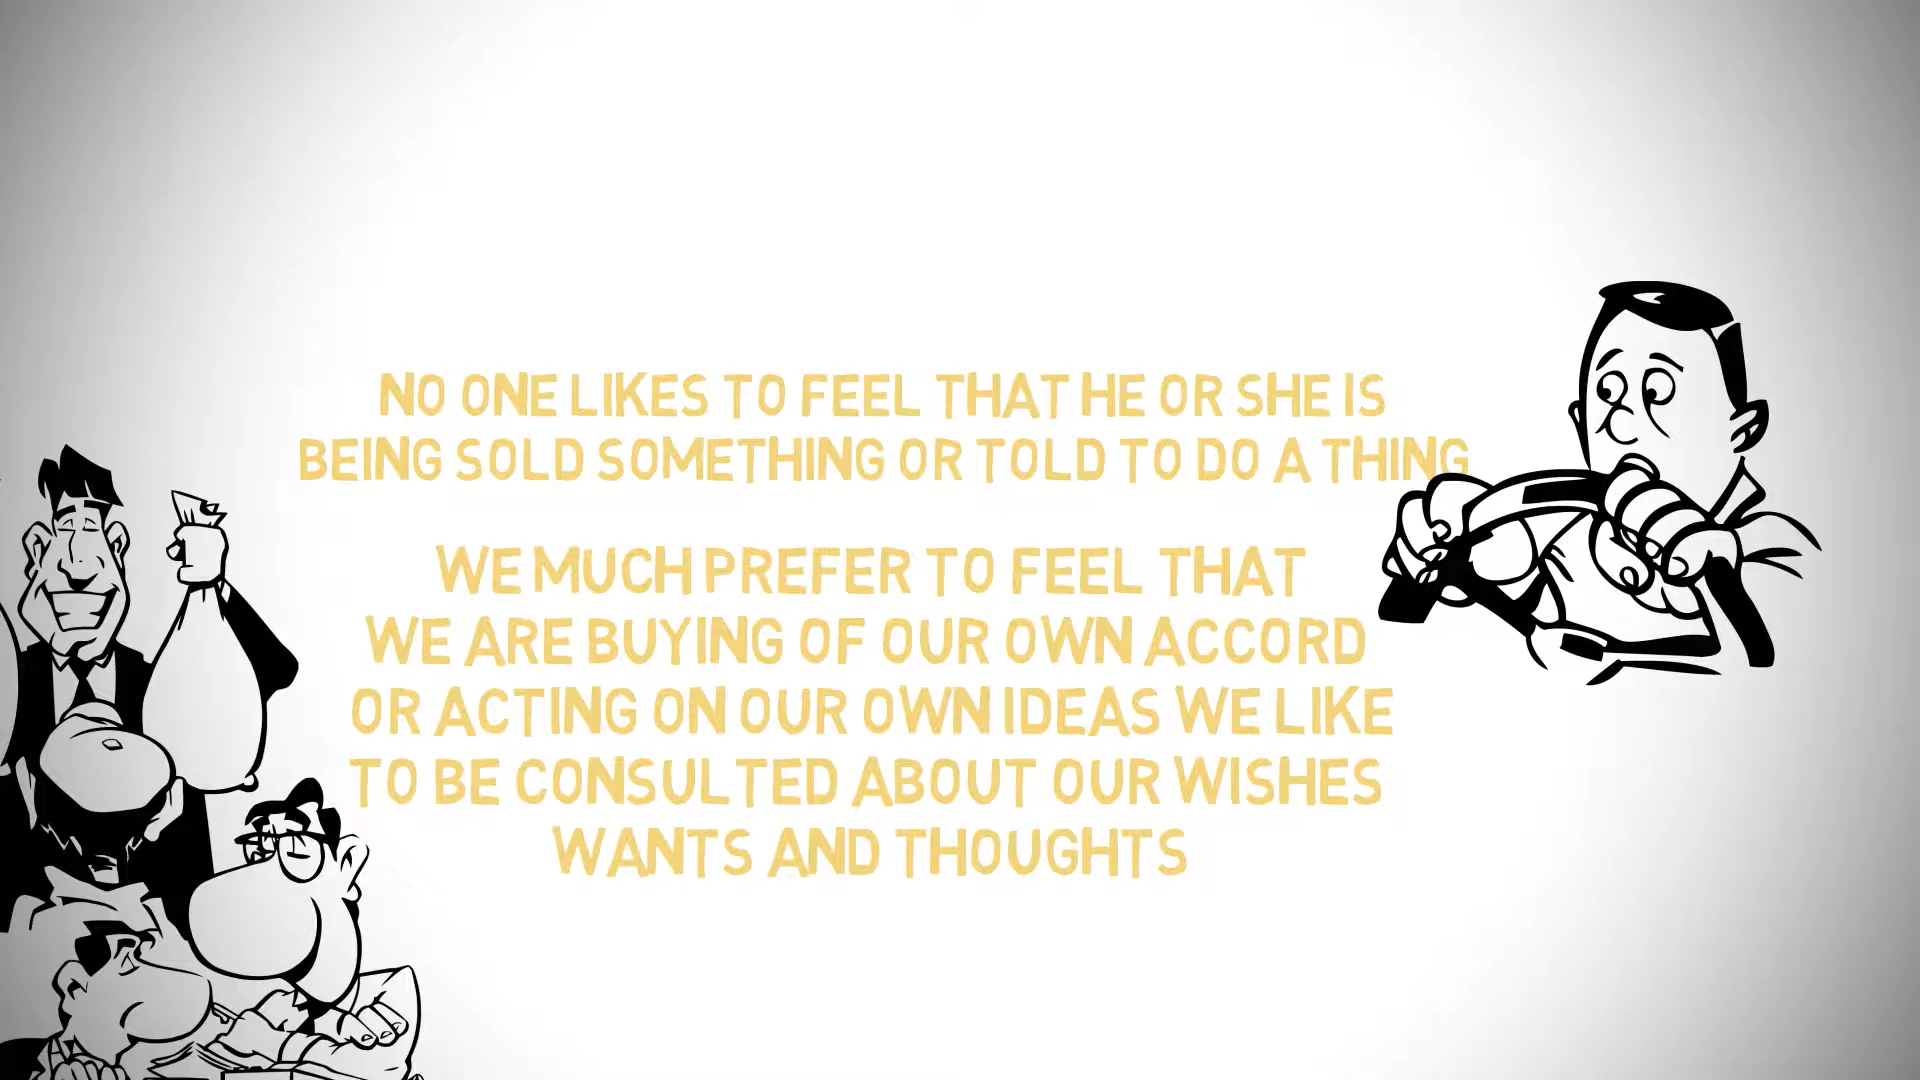 NO ONE LIKES TO FEEL THAT HE OR SHE IS
BEING SOLD SOMETHING OR TOLD TO DO A THING
WE MUCH PREFER TO FEEL THAT
WE ARE BUYING OF OUR OWN ACCORD
OR ACTING ON OUR OWN IDEAS WE LIKE
TO BE CONSULTED ABOUT OUR WISHES
WANTS AND THOUGHTS